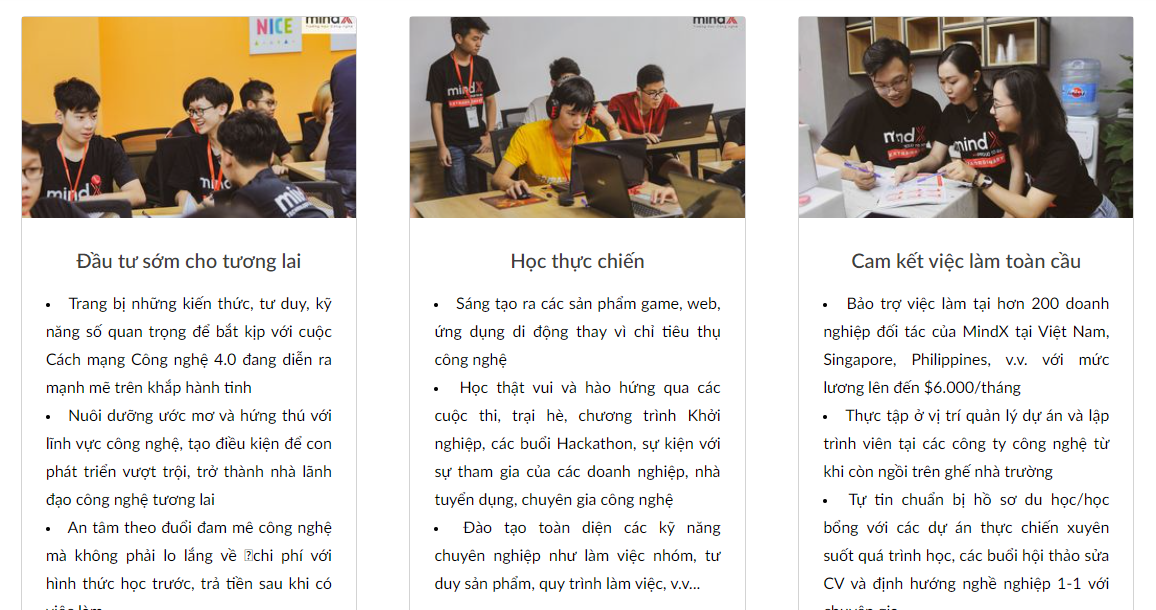 NICE
mindX
mindX
mindX
mindX
mindX
mindX
Đầu tư sớm cho tương lai
Trang bị những kiến thức, tư duy, kỹ
năng số quan trọng để bắt kịp với cuộc
Cách mạng Công nghệ 4.0 đang diễn ra
mạnh mẽ trên khắp hành tinh
Nuôi dưỡng ước mơ và hứng thú với
lĩnh vực công nghệ, tạo điều kiện để con
phát triển vượt trội, trở thành nhà lãnh
đạo công nghệ tương lai
An tâm theo đuổi đam mê công nghệ
mà không phải lo lắng về chi phí với
hình thức học trước, trả tiền sau khi có
việc làm
Học thực chiến
Sáng tạo ra các sản phẩm game, web,
ứng dụng di động thay vì chỉ tiêu thụ
công nghệ
Học thật vui và hào hứng qua các
cuộc thi, trại hè, chương trình Khởi
nghiệp, các buổi Hackathon, sự kiện với
sự tham gia của các doanh nghiệp, nhà
tuyển dụng, chuyên gia công nghệ
Đào tạo toàn diện các kỹ năng
chuyên nghiệp như làm việc nhóm, tư
duy sản phẩm, quy trình làm việc, v.v...
Cam kết việc làm toàn cầu
Bảo trợ việc làm tại hơn 200 doanh
nghiệp đối tác của MindX tại Việt Nam,
Singapore, Philippines, v.v. với mức
lương lên đến $6.000/tháng
Thực tập ở vị trí quản lý dự án và lập
trình viên tại các công ty công nghệ từ
khi còn ngồi trên ghế nhà trường
Tự tin chuẩn bị hồ sơ du học/học
bổng với các dự án thực chiến xuyên
suốt quá trình học, các buổi hội thảo sửa
CV và định hướng nghề nghiệp 1-1 với
chuyên gia